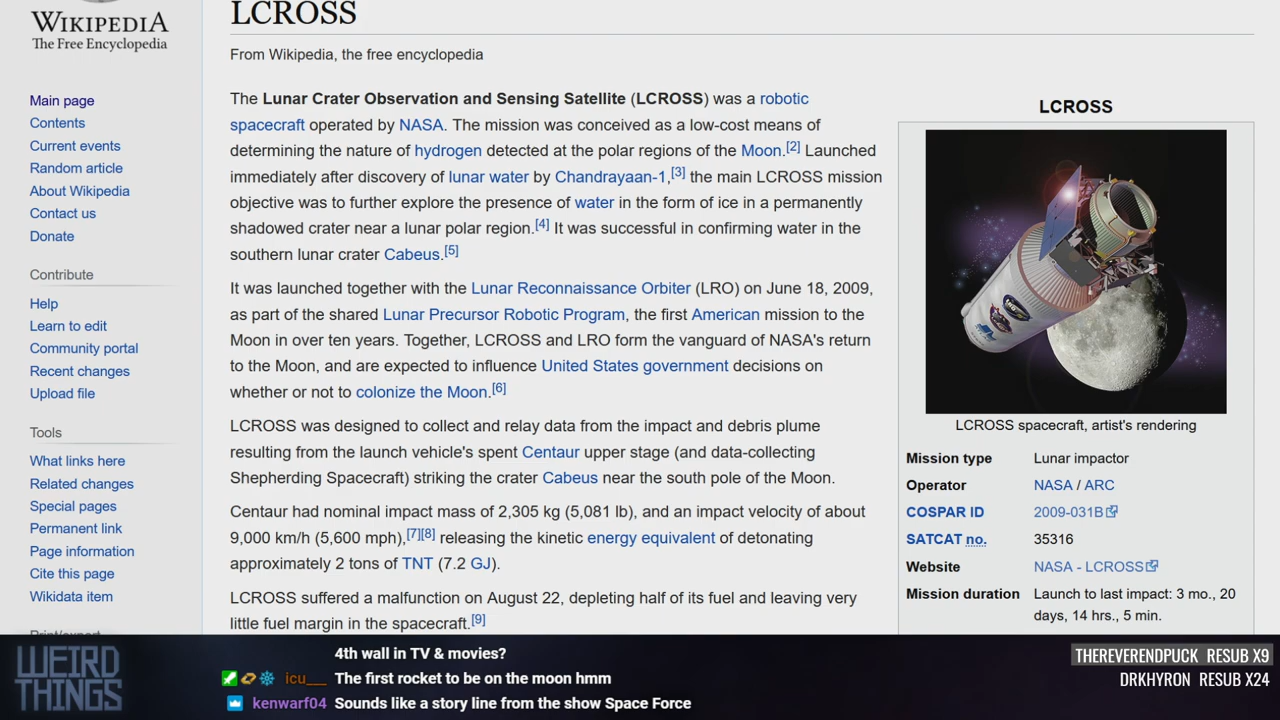 WIKIPEDIA
The Free Encyclopedia
Main page
Contents
Current events
Random article
About Wikipedia
Contact us
Donate
Contribute
Help
Learn to edit
Community portal
Recent changes
Upload file
Tools
What links here
Related changes
Special pages
Permanent link
Page information
Cite this page
Wikidata item
Print/export
LCROSS
From Wikipedia, the free encyclopedia
The Lunar Crater Observation and Sensing Satellite (LCROSS) was a robotic
spacecraft operated by NASA. The mission was conceived as a low-cost means of
determining the nature of hydrogen detected at the polar regions of the Moon.[2] Launched
immediately after discovery of lunar water by Chandrayaan-1,[3] the main LCROSS mission
objective was to further explore the presence of water in the form of ice in a permanently
shadowed crater near a lunar polar region.[4] It was successful in confirming water in the
southern lunar crater Cabeus.[5]
It was launched together with the Lunar Reconnaissance Orbiter (LRO) on June 18, 2009,
as part of the shared Lunar Precursor Robotic Program, the first American mission to the
Moon in over ten years. Together, LCROSS and LRO form the vanguard of NASA's return
to the Moon, and are expected to influence United States government decisions on
whether or not to colonize the Moon.[6]
LCROSS was designed to collect and relay data from the impact and debris plume
resulting from the launch vehicle's spent Centaur upper stage (and data-collecting
Shepherding Spacecraft) striking the crater Cabeus near the south pole of the Moon.
Centaur had nominal impact mass of 2,305 kg (5,081 lb), and an impact velocity of about
9,000 km/h (5,600 mph),[7][8] releasing the kinetic energy equivalent of detonating
approximately 2 tons of TNT (7.2 GJ).
LCROSS suffered a malfunction on August 22, depleting half of its fuel and leaving very
little fuel margin in the spacecraft.[9]
LCROSS
LCROSS spacecraft, artist's rendering
Mission type Lunar impactor
Operator NASA / ARC
COSPAR ID 2009-031B
SATCAT no. 35316
Website NASA - LCROSS
Mission duration Launch to last impact: 3 mo., 20
days, 14 hrs., 5 min.
WEIRD
THINGS
4th wall in TV & movies?
icu___ The first rocket to be on the moon hmm
kenwarf04 Sounds like a story line from the show Space Force
THEREVERENDPUCK RESUB X9
DRKHYRON RESUB X24